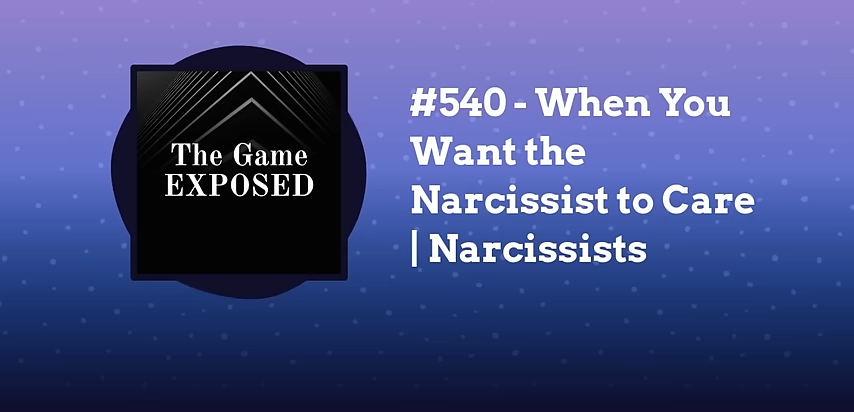 The Game
EXPOSED
#540 - When You
Want the
Narcissist to Care
| Narcissists